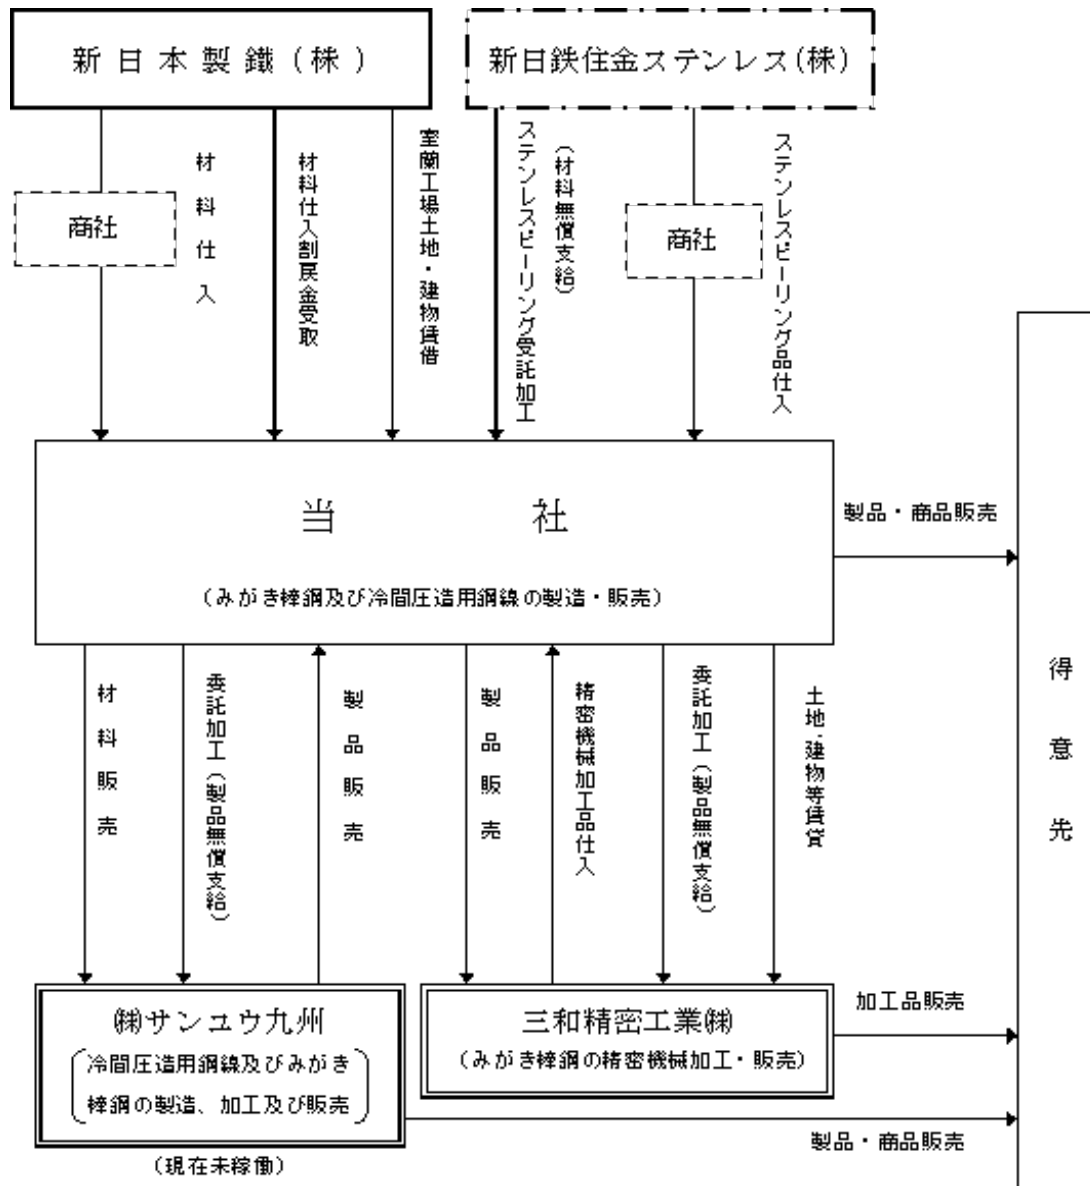 新日本製鐵(株)
新日鉄住金ステンレス(株)
商社
材料仕入
材料仕入割戻金受取
室蘭工場土地・建物賃借
ステンレスピーリング受託加工
(材料無償支給)
商社
ステンレスピーリング品仕入
当社
(みがき棒鋼及び冷間圧造用鋼線の製造・販売)
製品・商品販売
得意先
材料販売
委託加工(製品無償支給)
製品販売
製品販売
精密機械加工品仕入
委託加工(製品無償支給)
土地・建物等賃貸
㈱サンユウ九州
冷間圧造用鋼線及びみがき
棒鋼の製造、加工及び販売
(現在未稼働)
三和精密工業㈱
(みがき棒鋼の精密機械加工・販売)
加工品販売
製品・商品販売